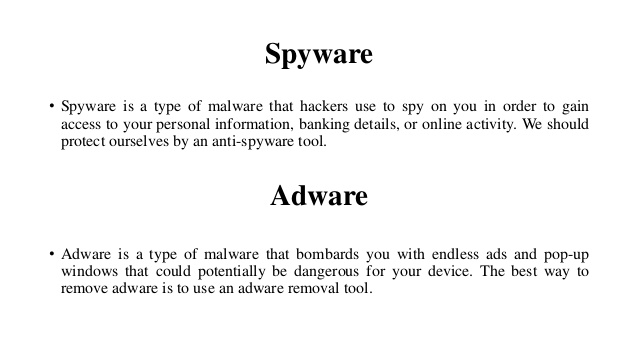 Spyware
• Spyware is a type of malware that hackers use to spy on you in order to gain
access to your personal information, banking details, or online activity. We should
protect ourselves by an anti-spyware tool.
Adware
• Adware is a type of malware that bombards you with endless ads and pop-up
windows that could potentially be dangerous for your device. The best way to
remove adware is to use an adware removal tool.